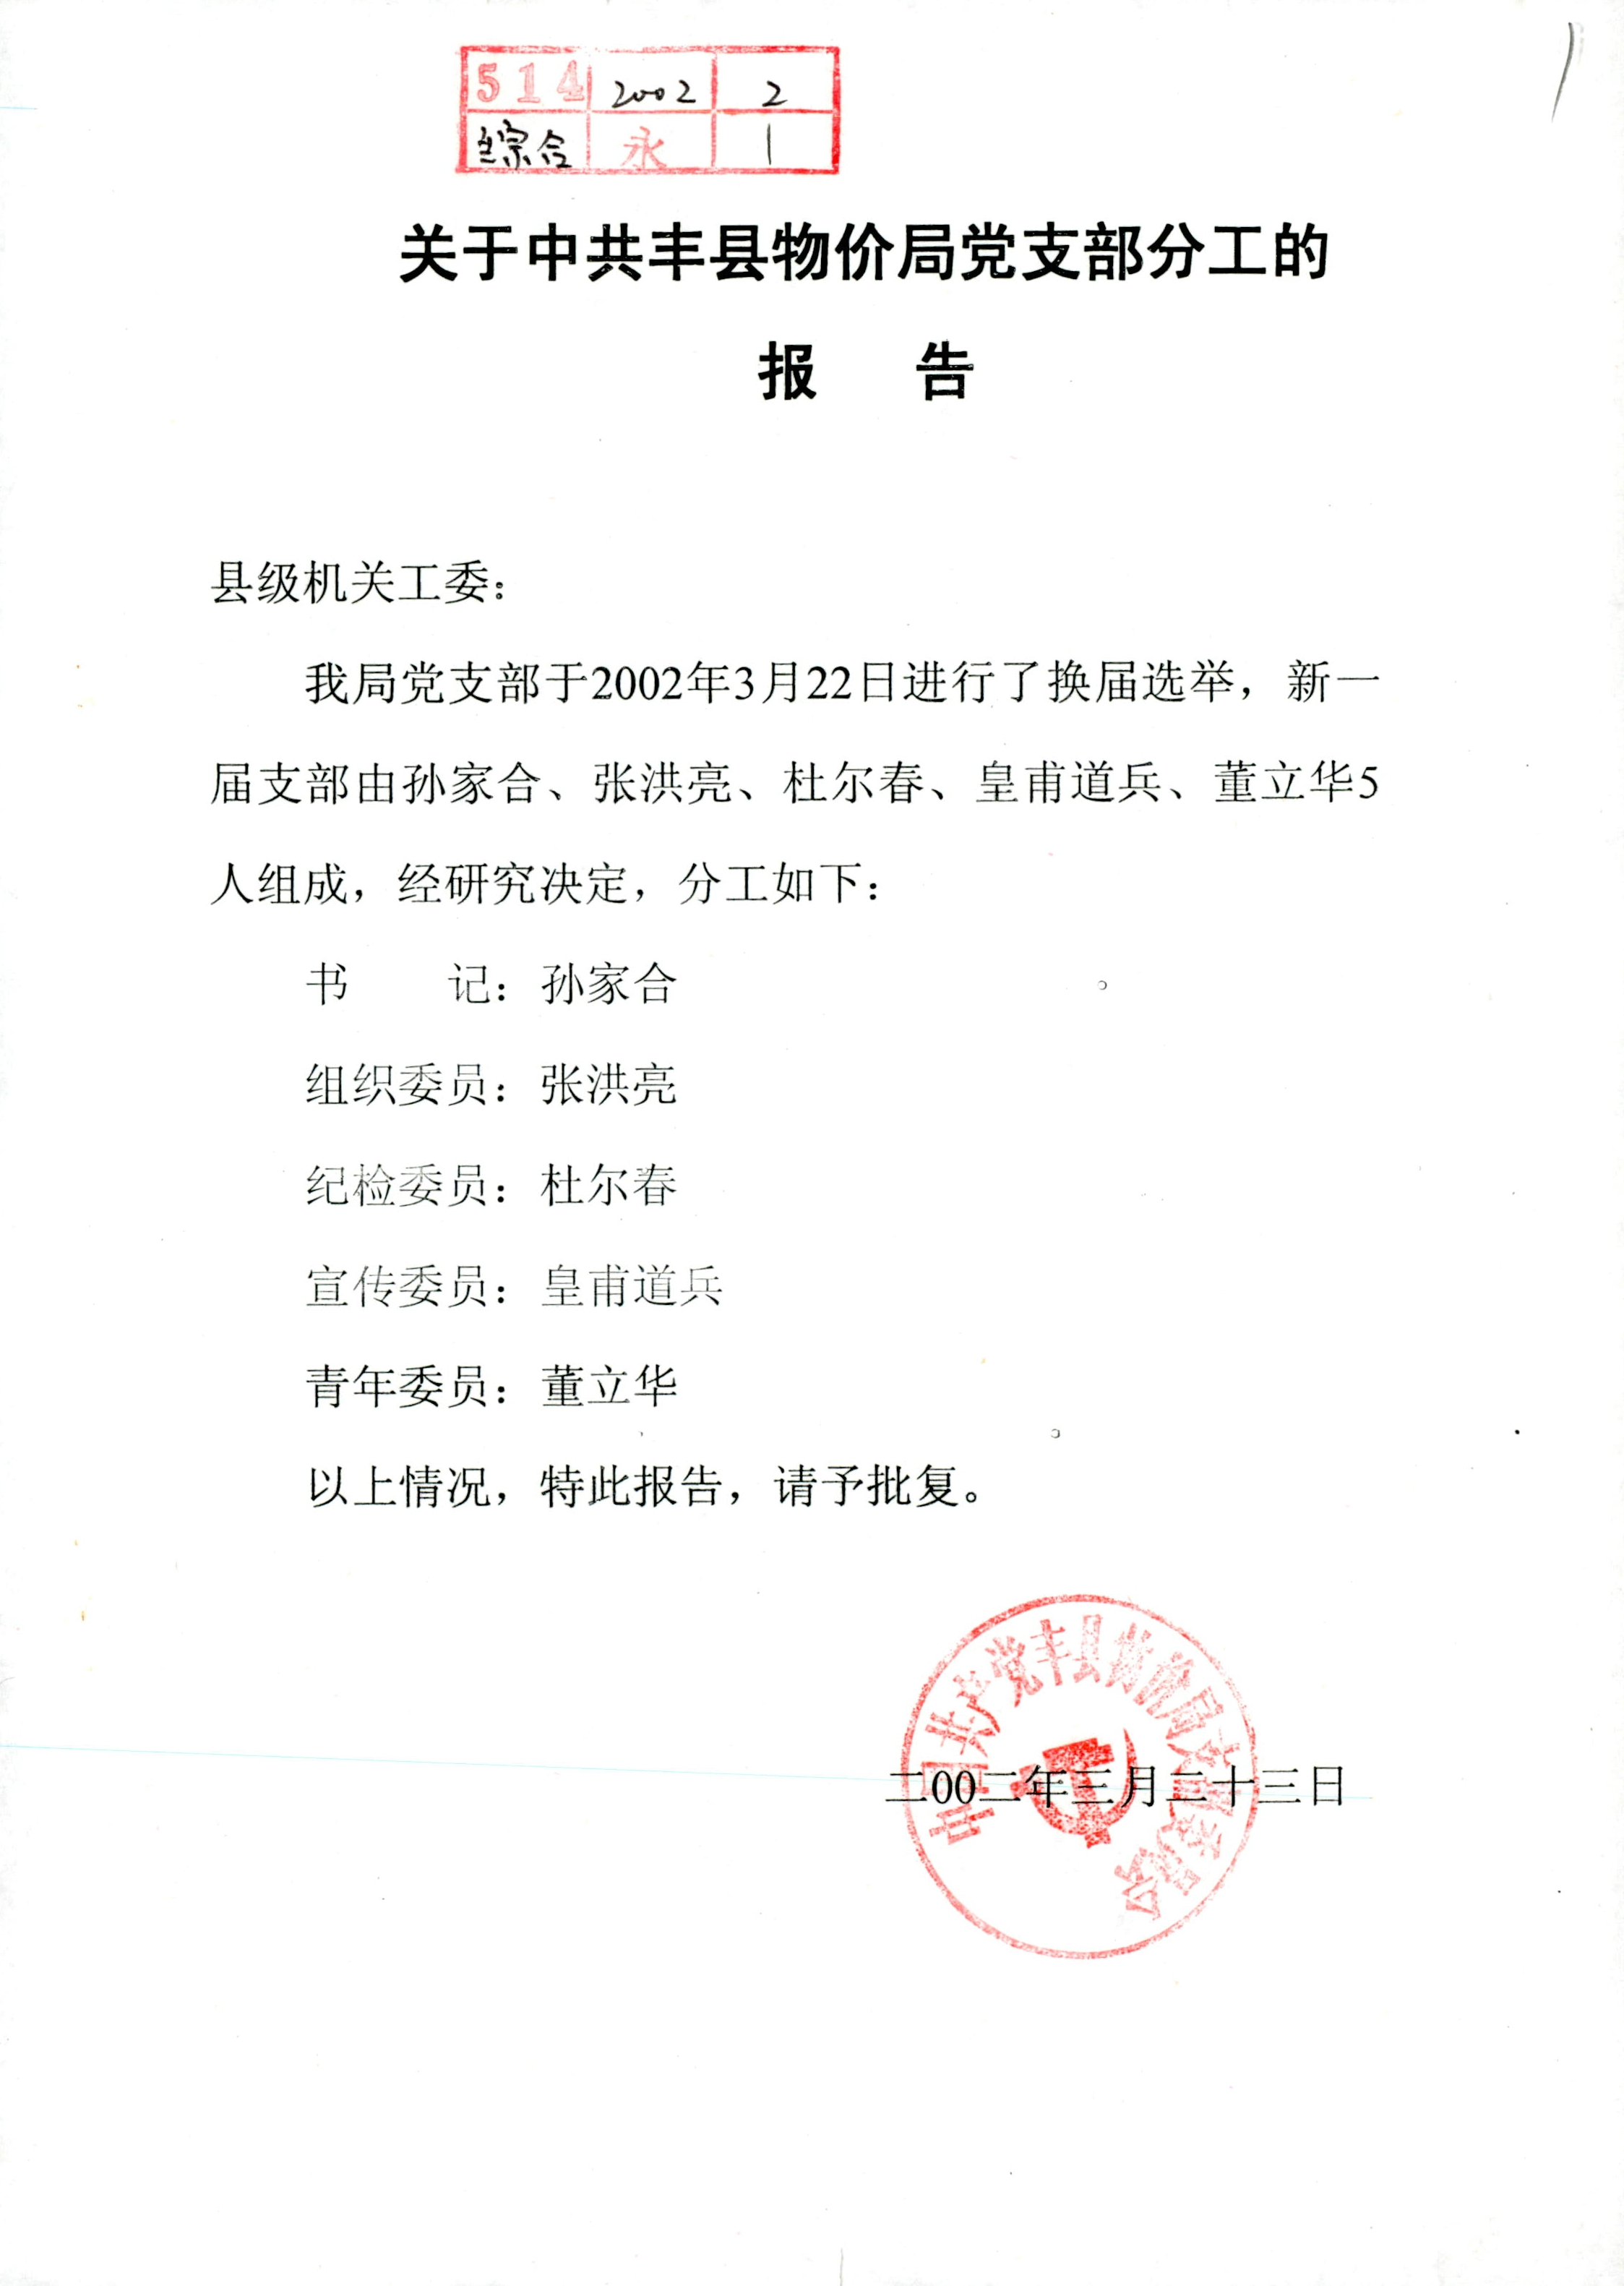 514 2002 2
综合 永 1
关于中共丰县物价局党支部分工的
报 告
县级机关工委：
我局党支部于2002年3月22日进行了换届选举，新一
届支部由孙家合、张洪亮、杜尔春、皇甫道兵、董立华5
人组成，经研究决定，分工如下：
书 记：孙家合
组织委员：张洪亮
纪检委员：杜尔春
宣传委员：皇甫道兵
青年委员：董立华
以上情况，特此报告，请予批复。
中国共产党丰县物价局支部委员会
二00二年三月二十三日